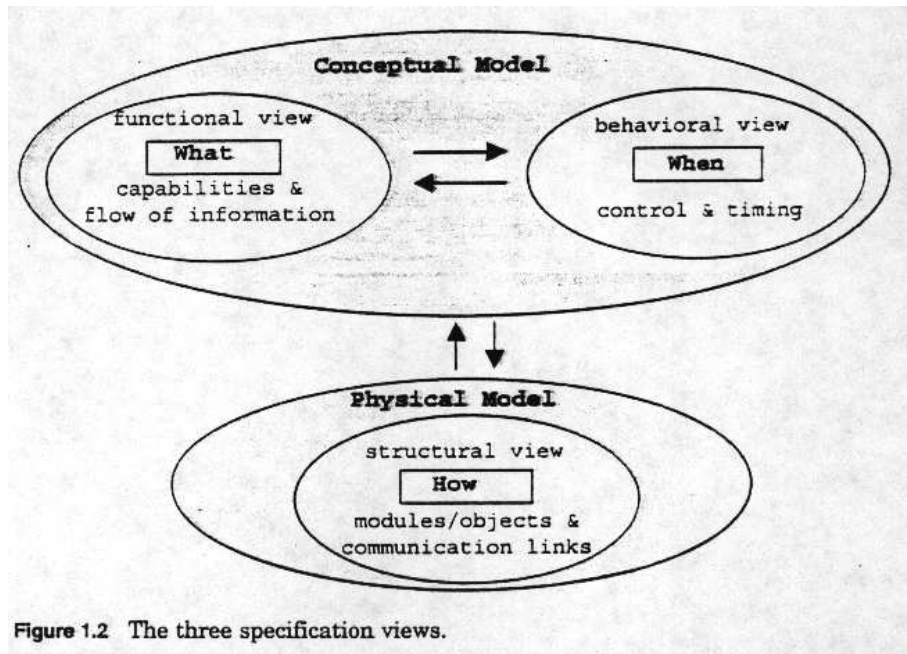 Conceptual Model
functional view
What
capabilities &
flow of information
behavioral view
When
control & timing
Physical Model
structural view
How
modules/objects &
communication links
Figure 1.2 The three specification views.